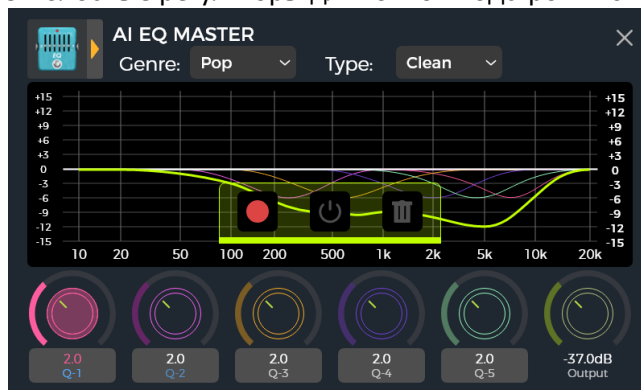 AI EQ MASTER
Genre: Pop Type: Clean
EQ
+15 +15
+12 +12
+9 +9
+6 +6
+3 +3
0 0
-3 -3
-6 -6
-9 -9
-12 -12
-15 -15
10 20 50 100 200 500 1k 2k 5k 10k 20k
2.0 2.0 2.0 2.0 2.0 -37.0dB
Q-1 Q-2 Q-3 Q-4 Q-5 Output